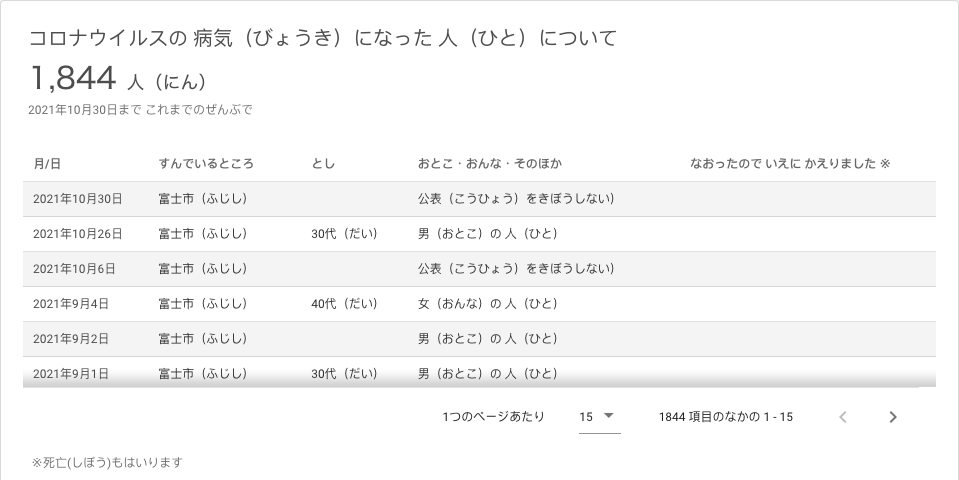 コロナウイルスの 病気（びょうき）になった 人（ひと）について
1,844 人（にん）
2021年10月30日まで これまでのぜんぶで
月/日 すんでいるところ とし おとこ・おんな・そのほか なおったので いえに かえりました ※
2021年10月30日 富士市（ふじし） 公表（こうひょう）をきぼうしない）
2021年10月26日 富士市（ふじし） 30代（だい） 男（おとこ）の 人（ひと）
2021年10月6日 富士市（ふじし） 公表（こうひょう）をきぼうしない）
2021年9月4日 富士市（ふじし） 40代（だい） 女（おんな）の 人（ひと）
2021年9月2日 富士市（ふじし） 男（おとこ）の 人（ひと）
2021年9月1日 富士市（ふじし） 30代（だい） 男（おとこ）の 人（ひと）
1つのページあたり 15 1844 項目のなかの 1 - 15
※死亡(しぼう)もはいります